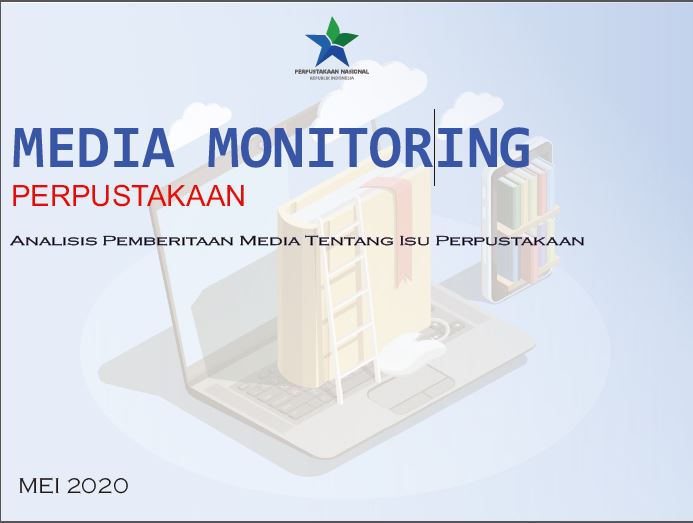 PERPUSTAKAAN NASIONAL
REPUBLIK INDONESIA
MEDIA MONITORING
PERPUSTAKAAN
ANALISIS PEMBERITAAN MEDIA TENTANG ISU PERPUSTAKAAN
MEI 2020